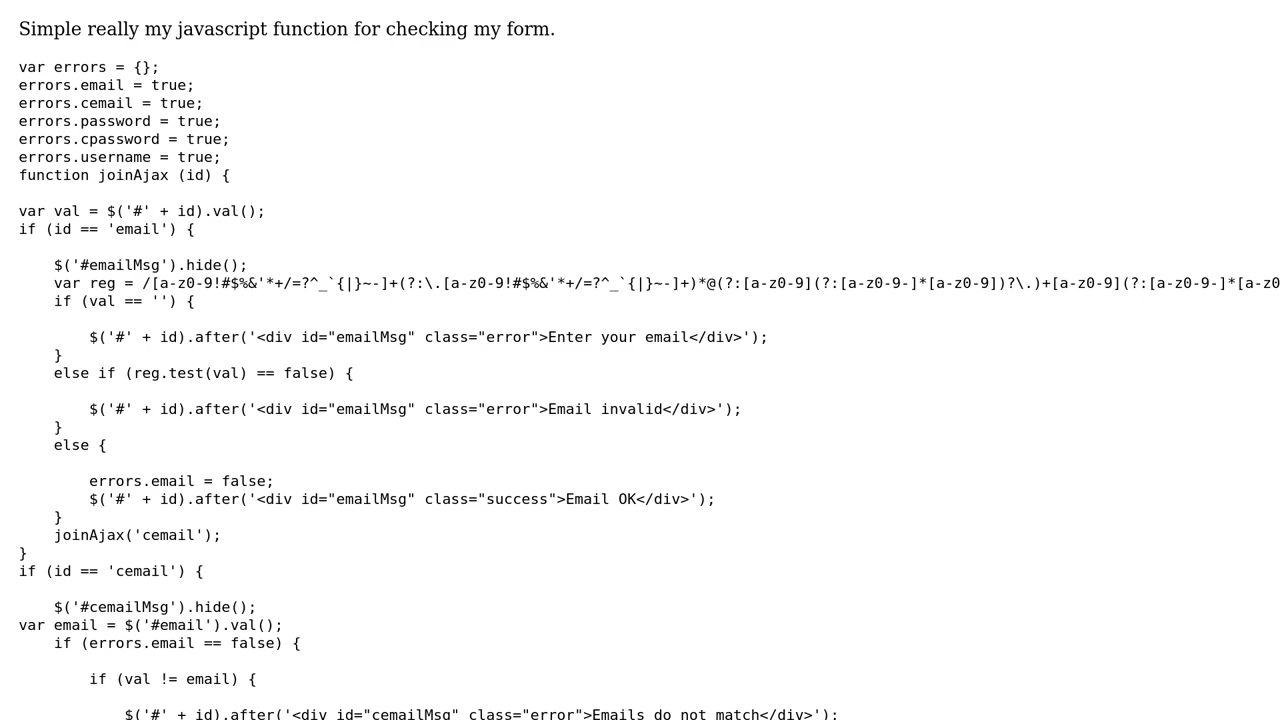 Simple really my javascript function for checking my form.
var errors = {};
errors.email = true;
errors.cemail = true;
errors.password = true;
errors.cpassword = true;
errors.username = true;
function joinAjax (id) {
var val = $('#' + id).val();
if (id == 'email') {
    $('#emailMsg').hide();
    var reg = /[a-z0-9!#$%&'*+/=?^_`{|}~-]+(?:\.[a-z0-9!#$%&'*+/=?^_`{|}~-]+)*@(?:[a-z0-9](?:[a-z0-9-]*[a-z0-9])?\.)+[a-z0-9](?:[a-z0-9-]*[a-z0
    if (val == '') {
        $('#' + id).after('<div id="emailMsg" class="error">Enter your email</div>');
    }
    else if (reg.test(val) == false) {
        $('#' + id).after('<div id="emailMsg" class="error">Email invalid</div>');
    }
    else {
        errors.email = false;
        $('#' + id).after('<div id="emailMsg" class="success">Email OK</div>');
    }
    joinAjax('cemail');
}
if (id == 'cemail') {
    $('#cemailMsg').hide();
var email = $('#email').val();
    if (errors.email == false) {
        if (val != email) {
            $('#' + id).after('<div id="cemailMsg" class="error">Emails do not match</div>');